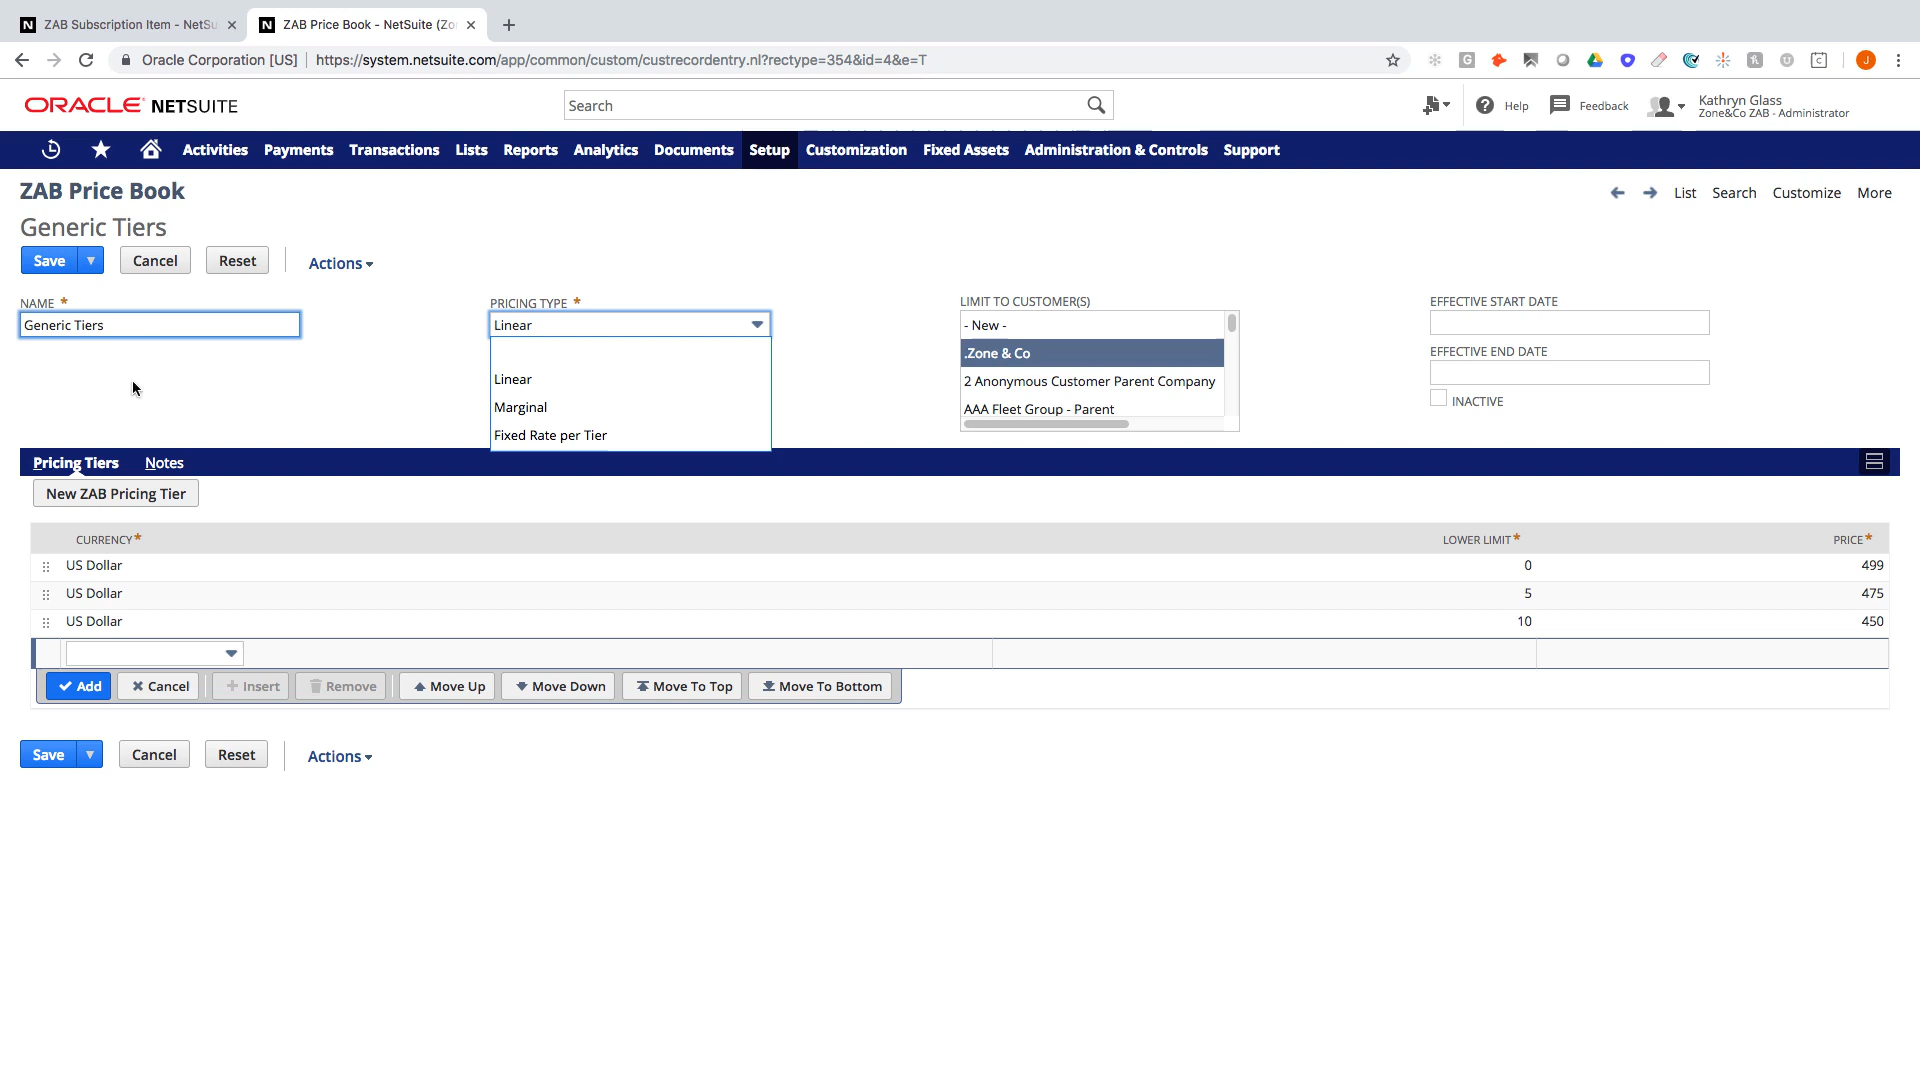 ZAB Subscription Item - NetSu
ZAB Price Book - NetSuite (Zo
Oracle Corporation [US] | https://system.netsuite.com/app/common/custom/custrecordentry.nl?rectype=354&id=4&e=T
ORACLE NETSUITE
Search
Help
Feedback
Kathryn Glass
Zone&Co ZAB - Administrator
Activities Payments Transactions Lists Reports Analytics Documents Setup Customization Fixed Assets Administration & Controls Support
ZAB Price Book
List Search Customize More
Generic Tiers
Save Cancel Reset Actions
NAME *
Generic Tiers
PRICING TYPE *
Linear
Linear
Marginal
Fixed Rate per Tier
LIMIT TO CUSTOMER(S)
- New -
.Zone & Co
2 Anonymous Customer Parent Company
AAA Fleet Group - Parent
EFFECTIVE START DATE
EFFECTIVE END DATE
INACTIVE
Pricing Tiers Notes
New ZAB Pricing Tier
CURRENCY* LOWER LIMIT* PRICE*
US Dollar 0 499
US Dollar 5 475
US Dollar 10 450
Add Cancel Insert Remove Move Up Move Down Move To Top Move To Bottom
Save Cancel Reset Actions